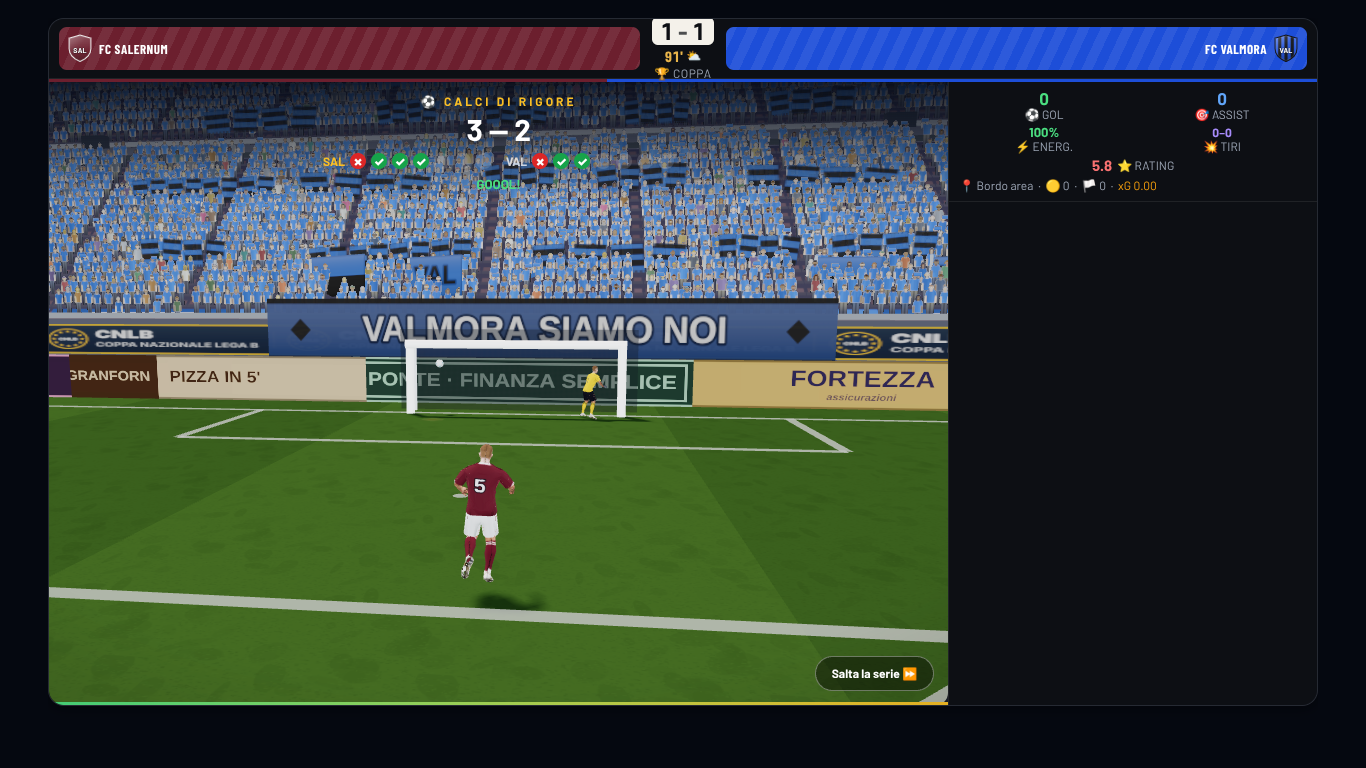 SAL FC SALERNUM
1 - 1
91'
COPPA
FC VALMORA VAL
CALCI DI RIGORE
3 – 2
SAL
VAL
GOOOL!
0
GOL
0
ASSIST
100%
ENERG.
0-0
TIRI
5.8 RATING
Bordo area · 0 · 0 · xG 0.00
VAL
VALMORA SIAMO NOI
CNLB
COPPA NAZIONALE LEGA B
CNL
COPPA
GRANFORN
PIZZA IN 5'
PONTE · FINANZA SEMPLICE
FORTEZZA
assicurazioni
5
Salta la serie